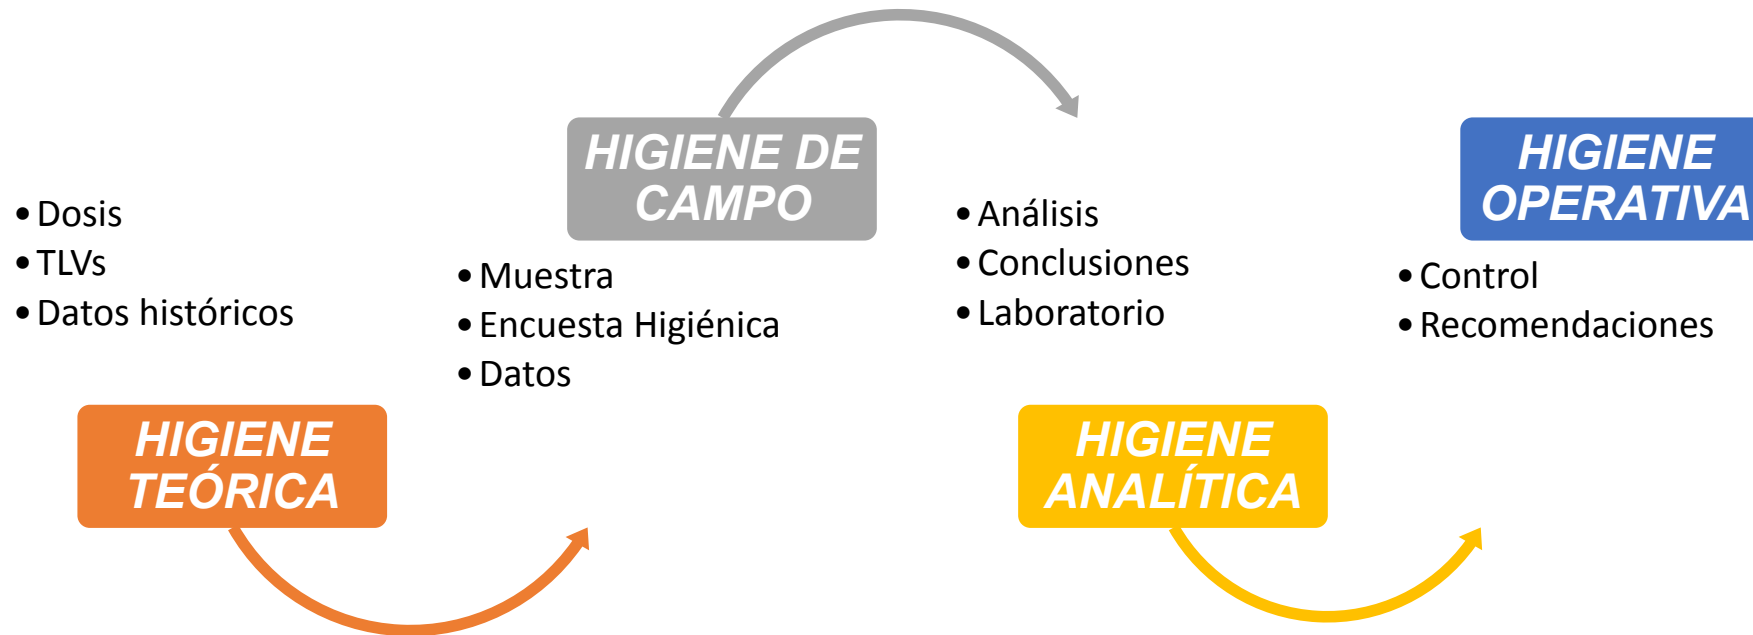 • Dosis
• TLVs
• Datos históricos
HIGIENE
TEÓRICA
HIGIENE DE
CAMPO
• Muestra
• Encuesta Higiénica
• Datos
• Análisis
• Conclusiones
• Laboratorio
HIGIENE
ANALÍTICA
HIGIENE
OPERATIVA
• Control
• Recomendaciones